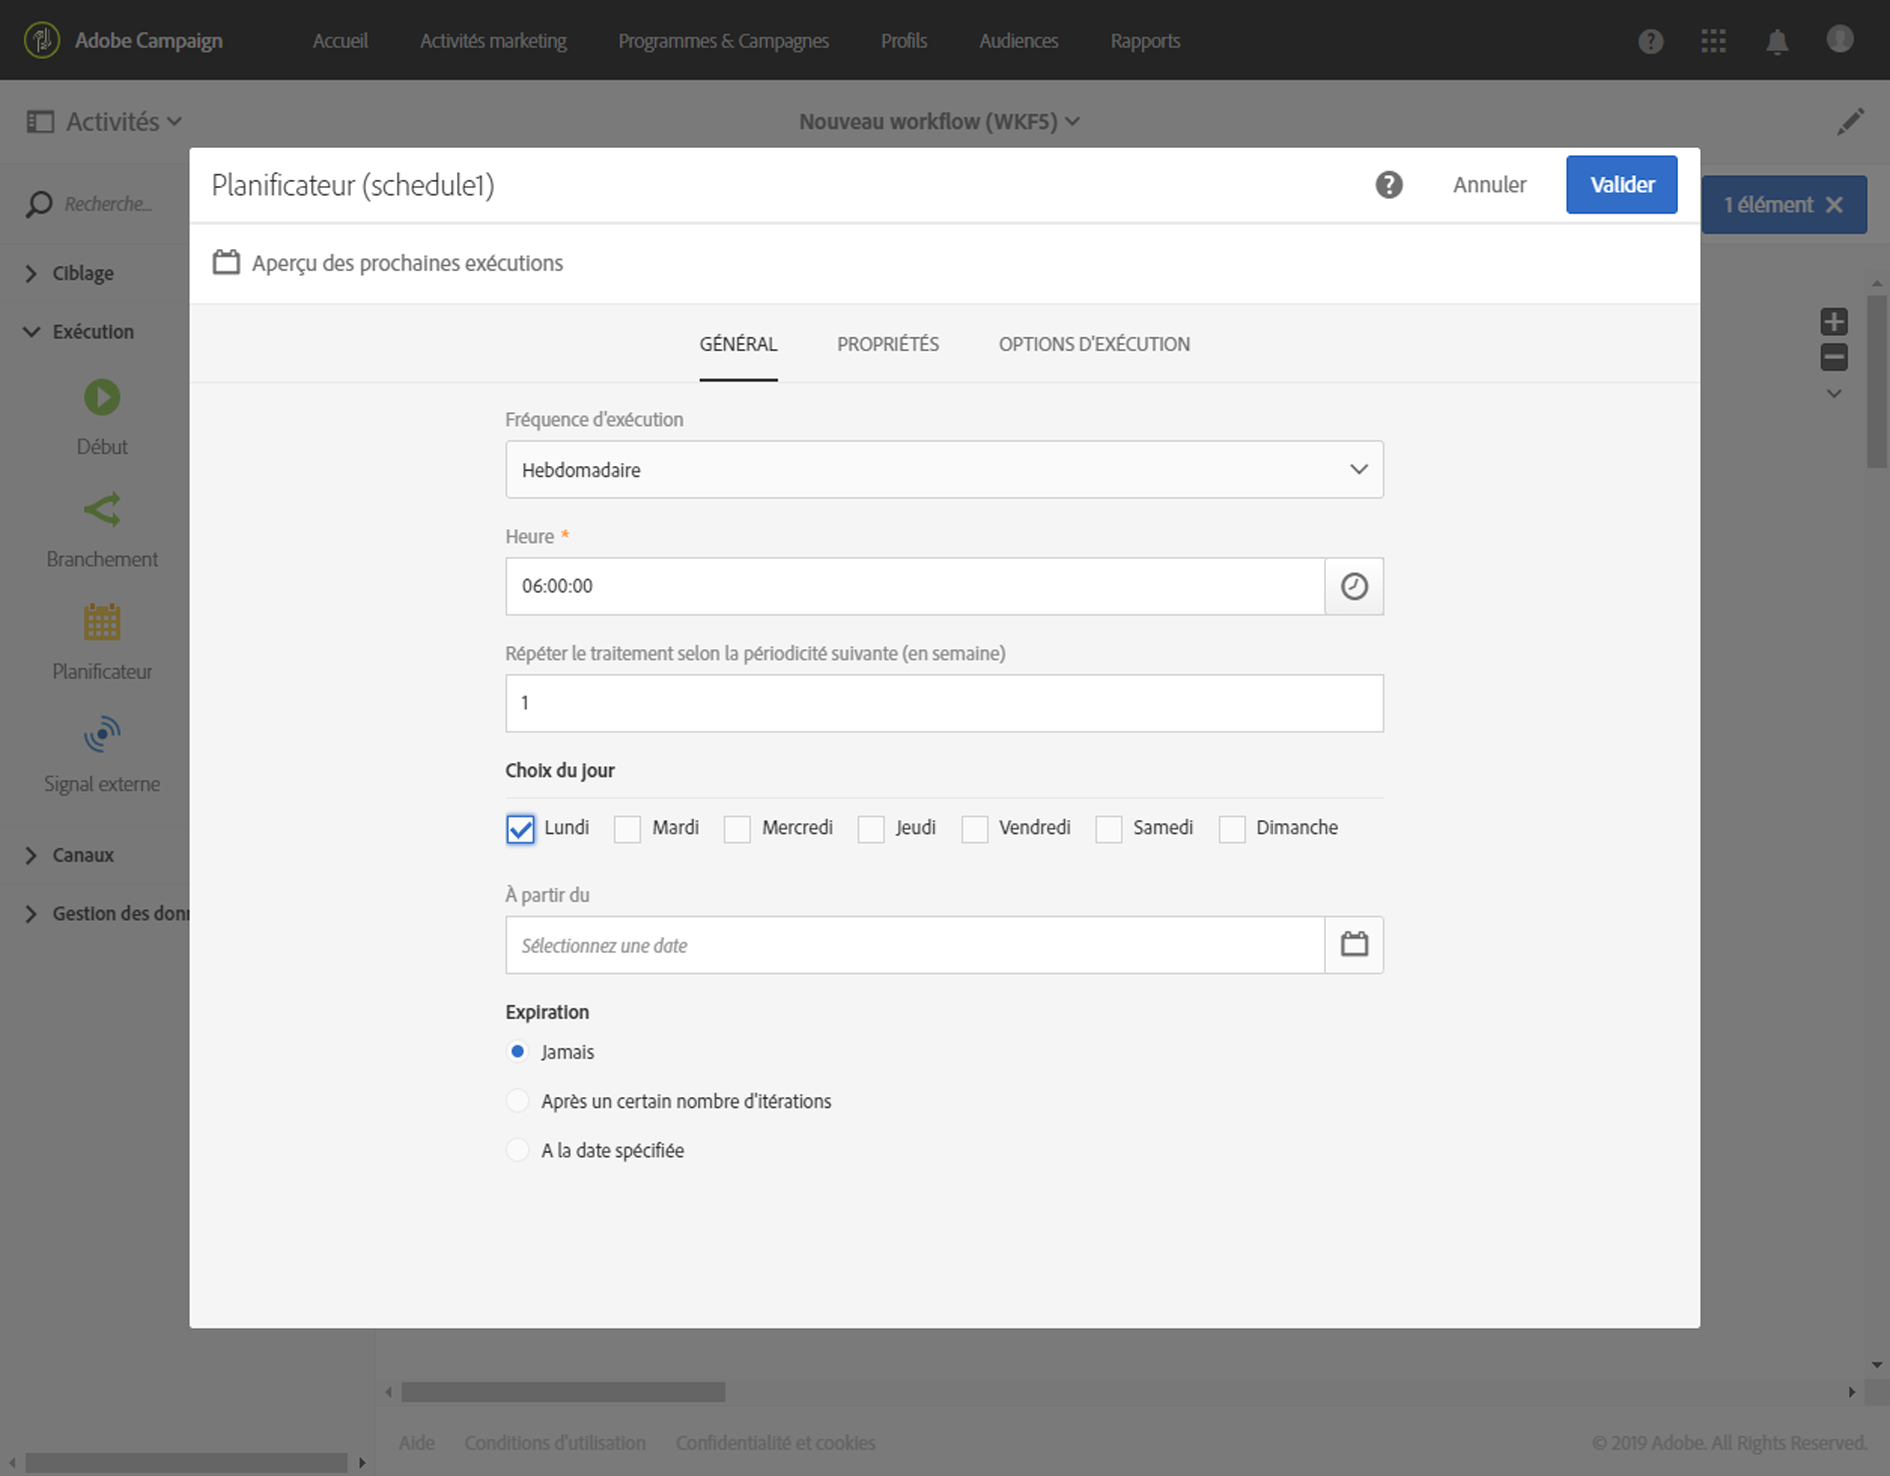 Adobe Campaign
Accueil
Activités marketing
Programmes & Campagnes
Profils
Audiences
Rapports
Activités
Nouveau workflow (WKF5)
Planificateur (schedule1)
Annuler
Valider
Recherche...
1 élément
Aperçu des prochaines exécutions
Ciblage
Exécution
GÉNÉRAL
PROPRIÉTÉS
OPTIONS D'EXÉCUTION
Début
Fréquence d'exécution
Hebdomadaire
Branchement
Heure *
06:00:00
Planificateur
Répéter le traitement selon la périodicité suivante (en semaine)
1
Signal externe
Choix du jour
Lundi
Mardi
Mercredi
Jeudi
Vendredi
Samedi
Dimanche
Canaux
À partir du
Gestion des
Sélectionnez une date
Expiration
Jamais
Après un certain nombre d'itérations
A la date spécifiée
Aide
Conditions d'utilisation
Confidentialité et cookies
© 2019 Adobe. All Rights Reserved.